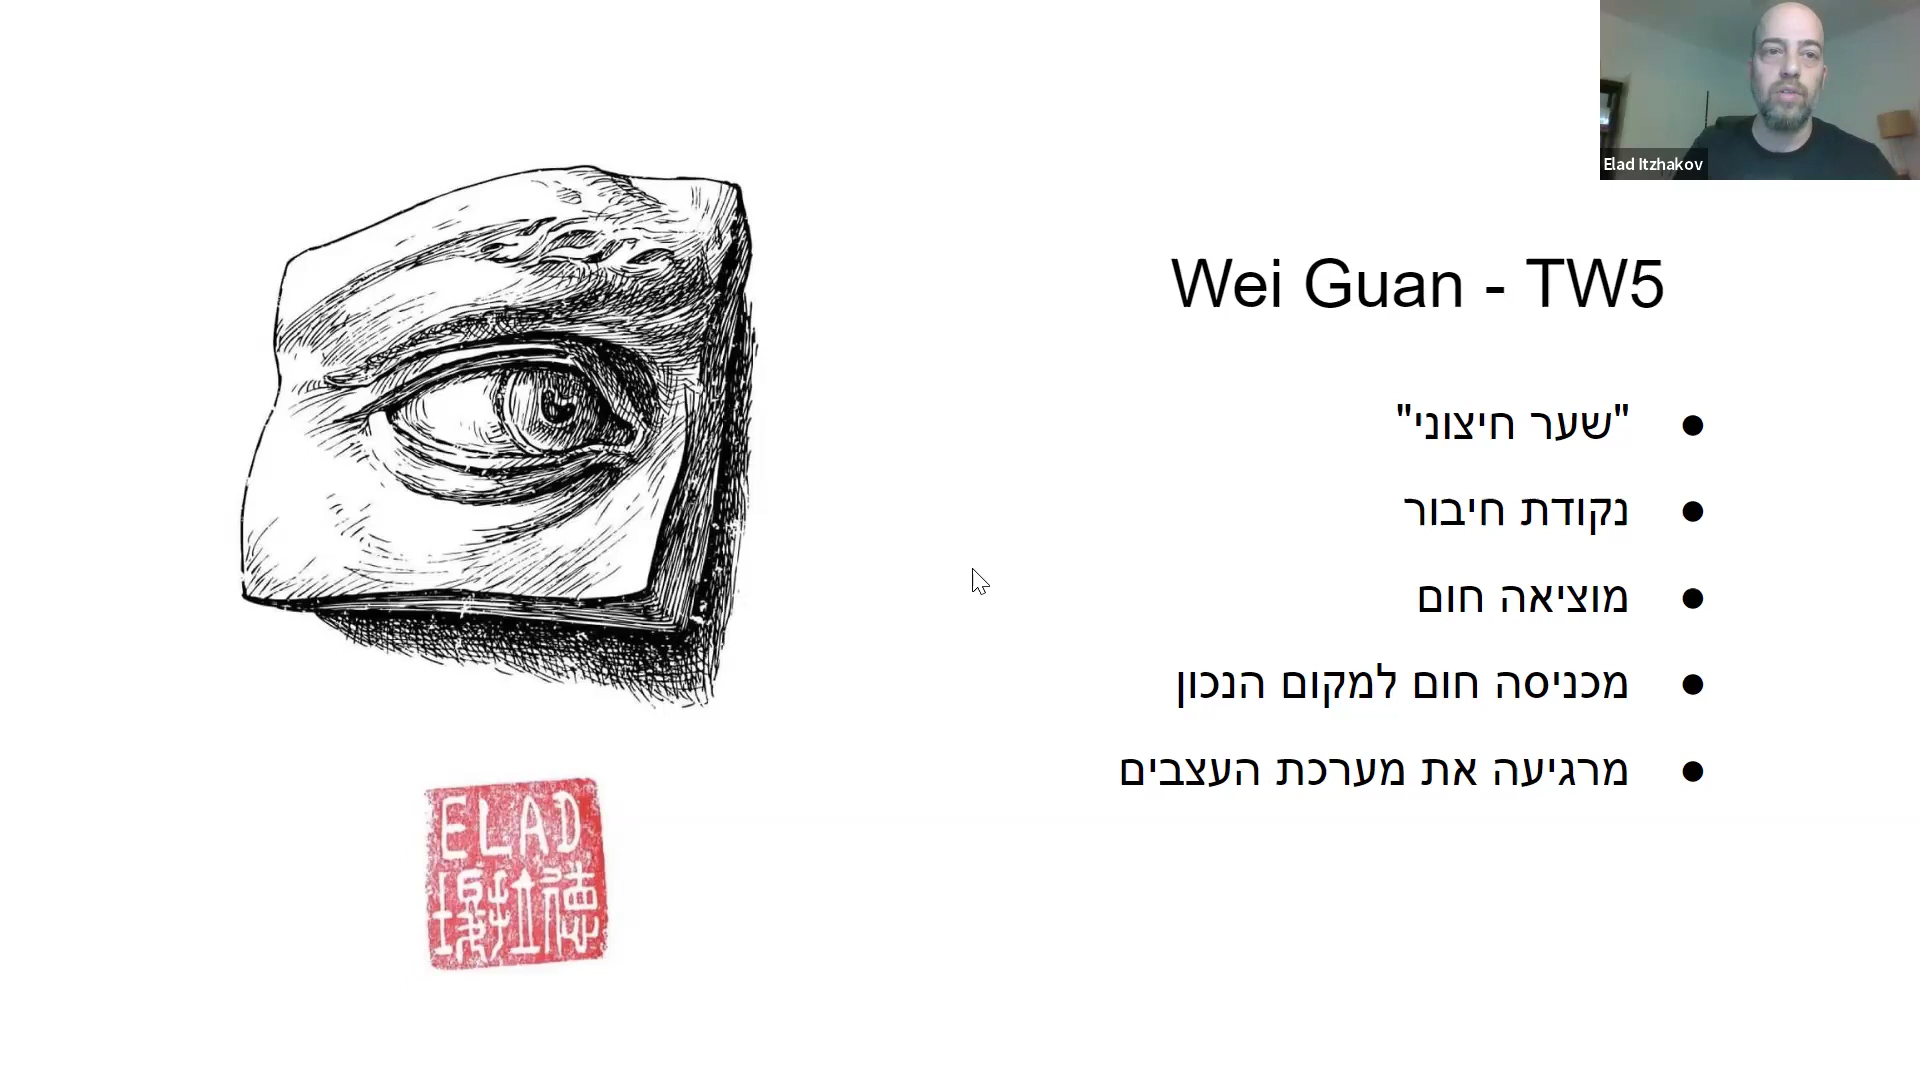 Elad Itzhakov
Wei Guan - TW5
"שער חיצוני"
נקודת חיבור
מוציאה חום
מכניסה חום למקום הנכון
מרגיעה את מערכת העצבים
ELAD